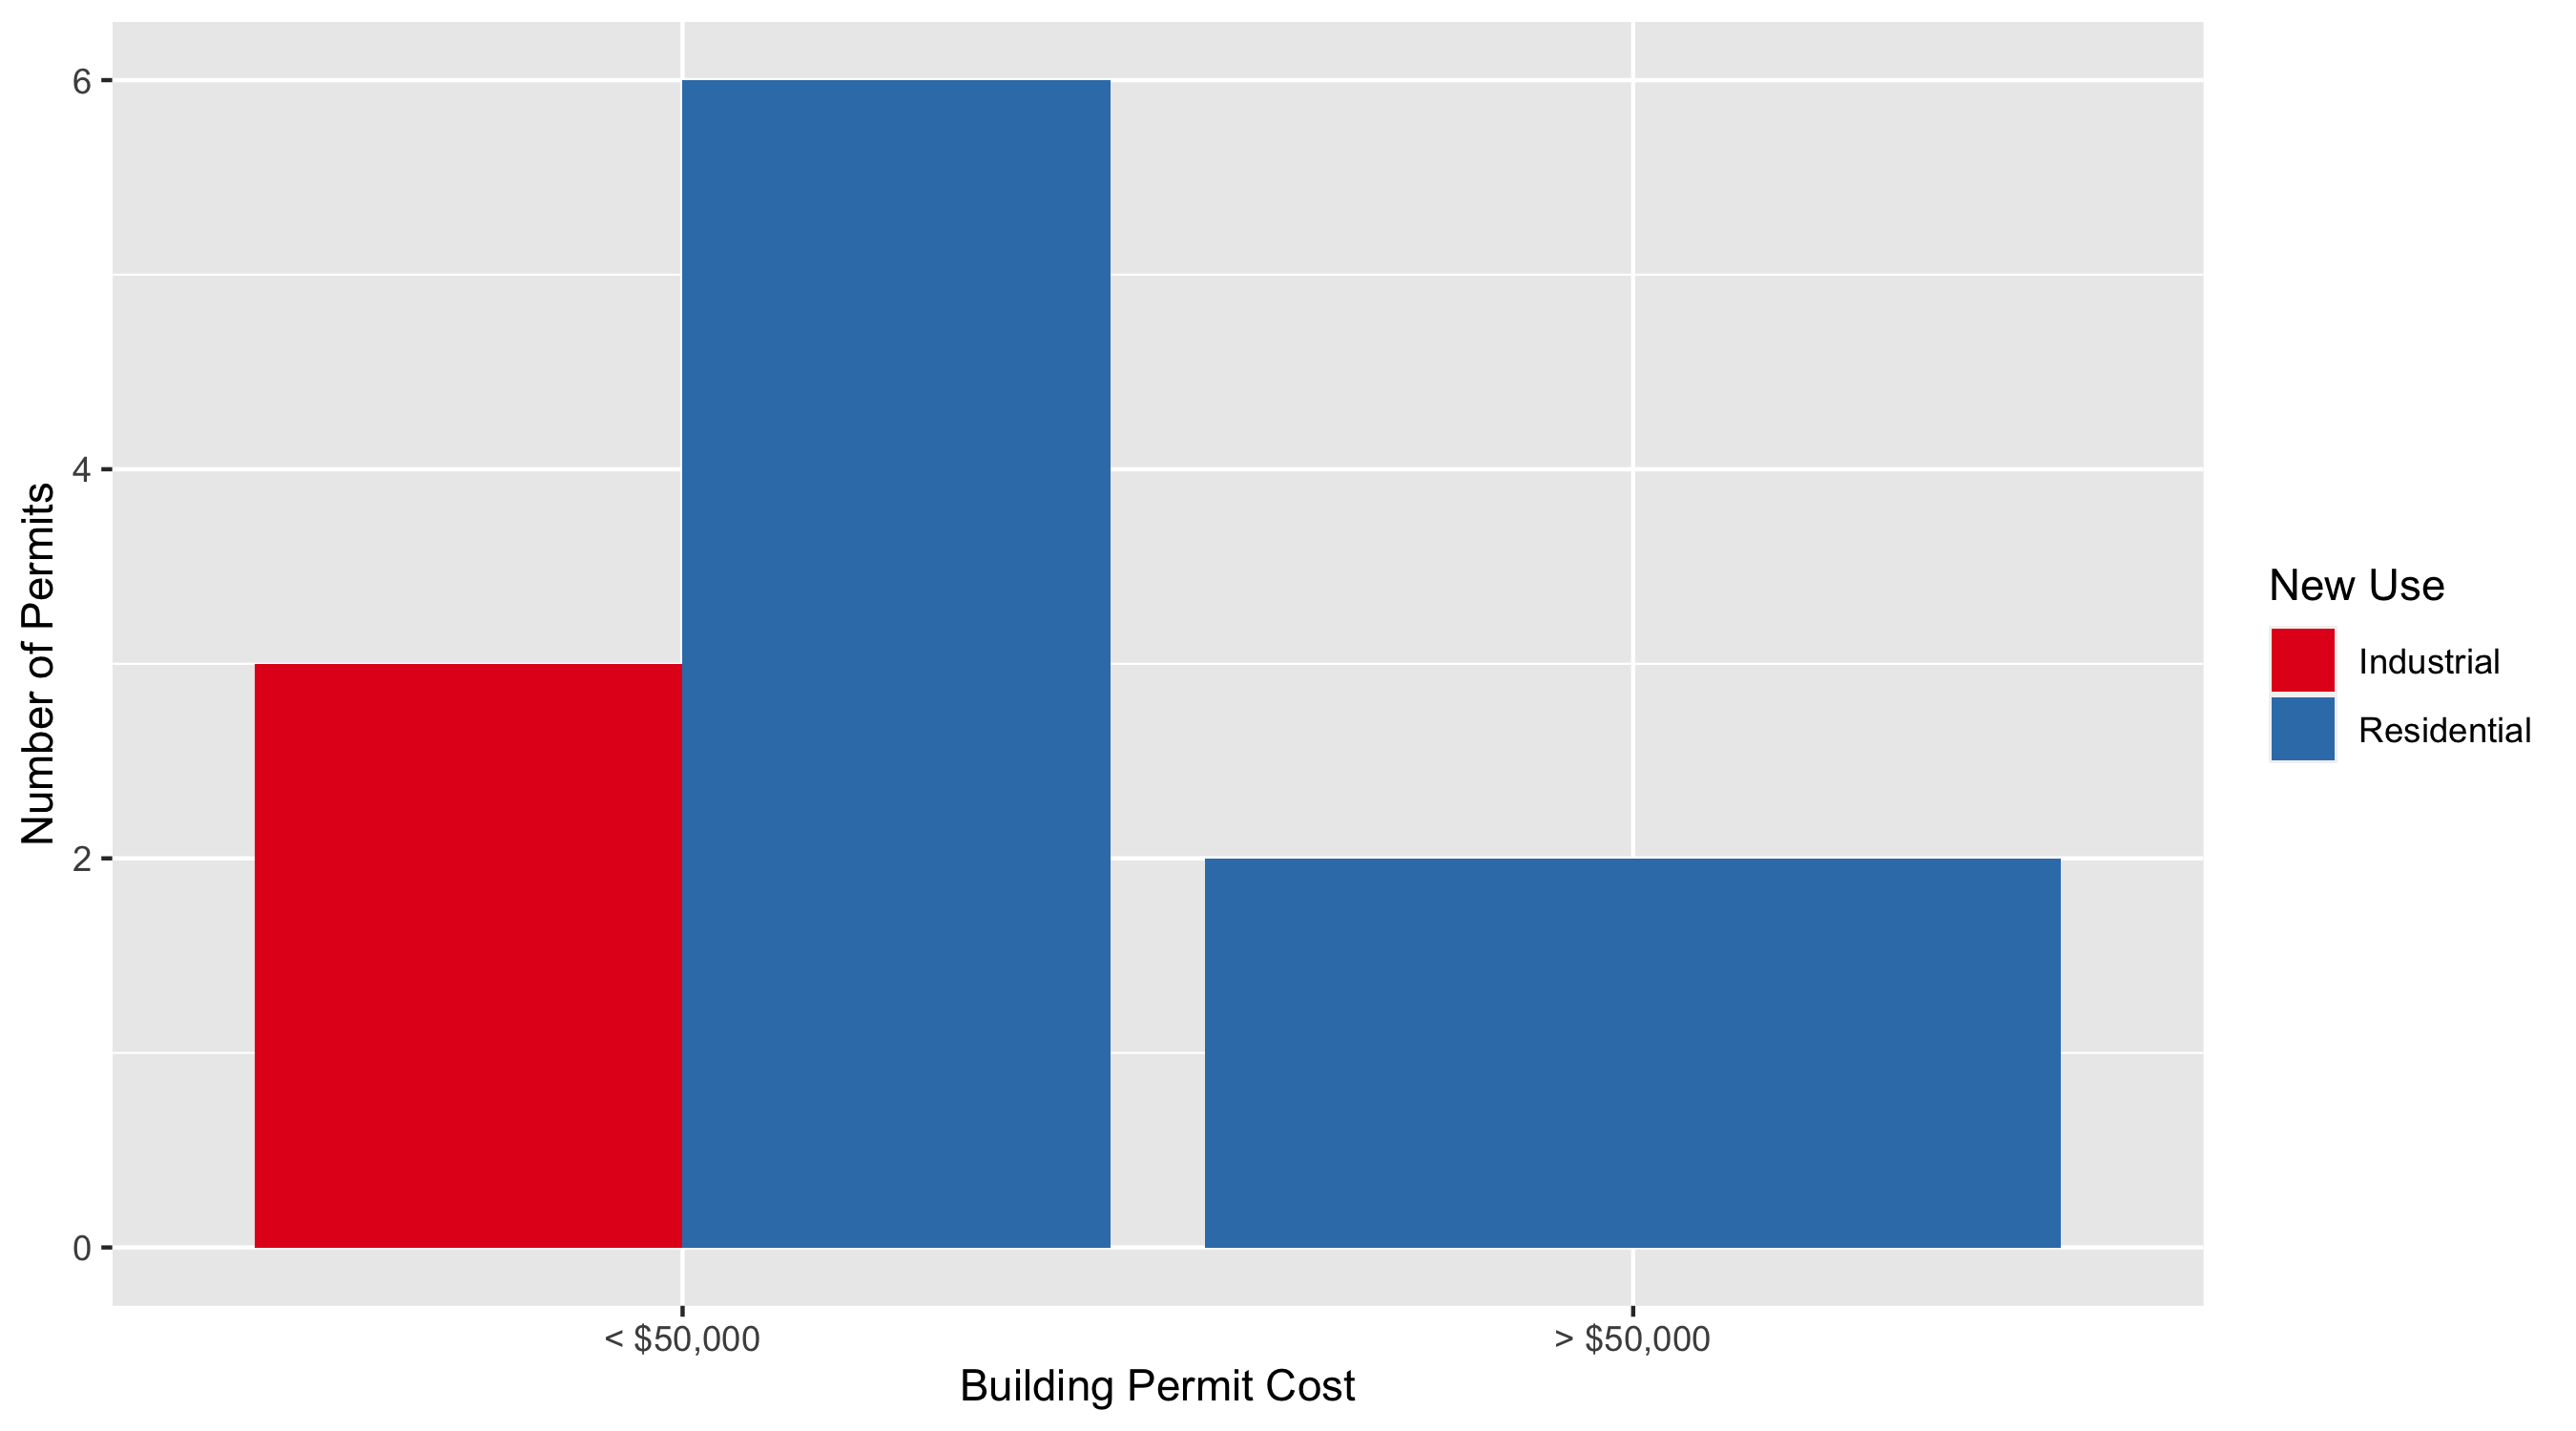 6
4
2
0
Number of Permits
< $50,000
> $50,000
Building Permit Cost
New Use
Industrial
Residential